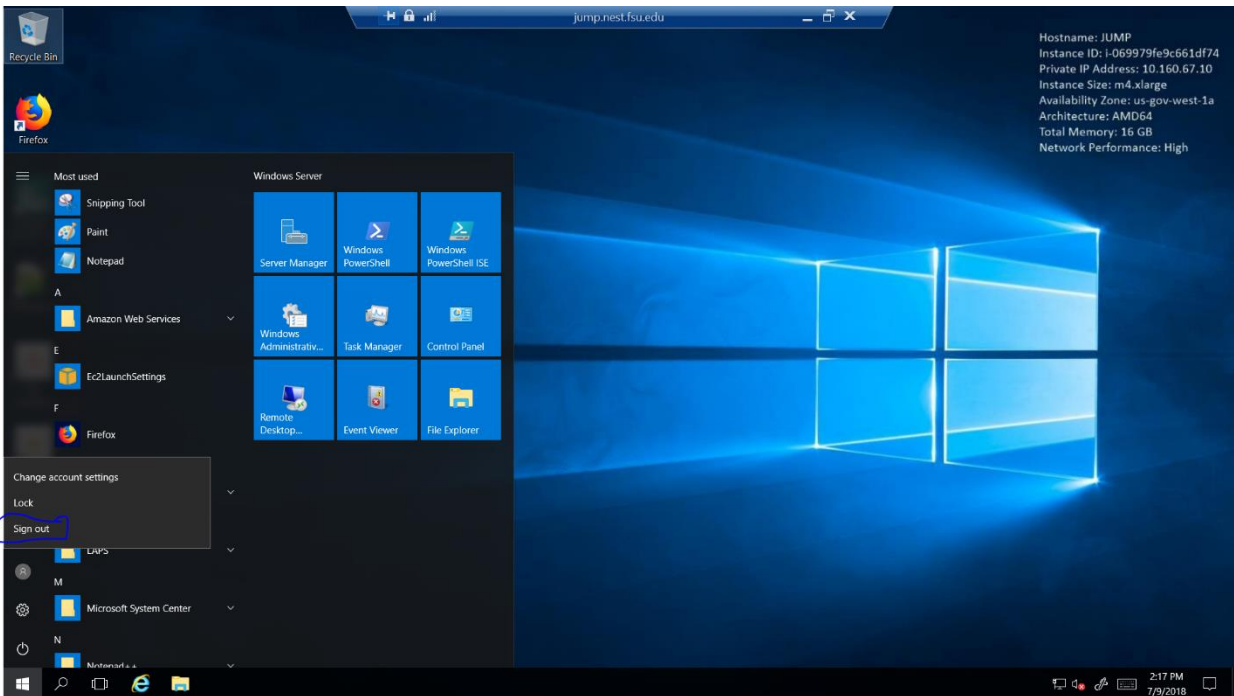 jump.nest.fsu.edu
Recycle Bin
Firefox
Hostname: JUMP
Instance ID: i-069979fe9c661df74
Private IP Address: 10.160.67.10
Instance Size: m4.xlarge
Availability Zone: us-gov-west-1a
Architecture: AMD64
Total Memory: 16 GB
Network Performance: High
Most used
Snipping Tool
Paint
Notepad
A
Amazon Web Services
E
Ec2LaunchSettings
F
Firefox
Change account settings
Lock
Sign out
LAPS
M
Microsoft System Center
N
Notepad++
Windows Server
Server Manager
Windows
PowerShell
Windows
PowerShell ISE
Windows
Administrativ...
Task Manager
Control Panel
Remote
Desktop...
Event Viewer
File Explorer
2:17 PM
7/9/2018